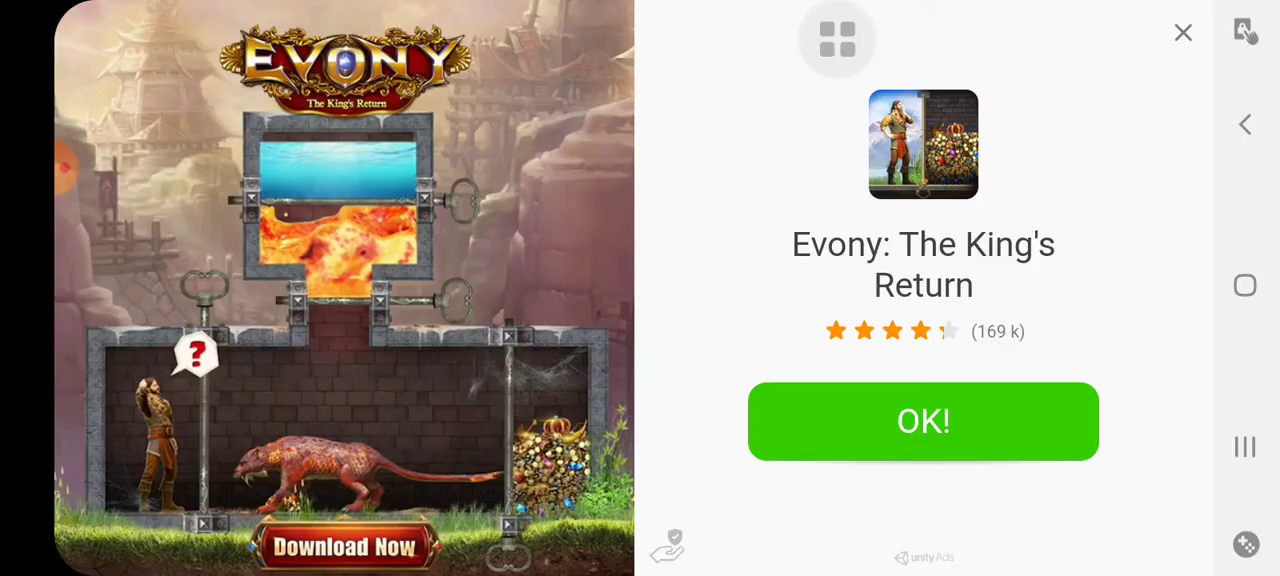 EVONY
The King's Return
?
Download Now
Evony: The King's
Return
(169 k)
OK!
unity Ads